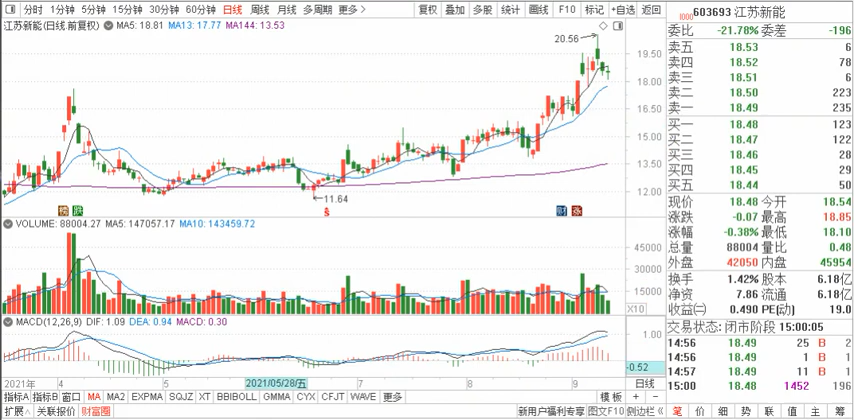 分时 1分钟 5分钟 15分钟 30分钟 60分钟 日线 周线 月线 多周期 更多 复权 叠加 多股 统计 画线 F10 标记 +自选 返回
江苏新能(日线.前复权) MA5: 18.81 MA13: 17.77 MA144: 13.53
20.56
19.50
18.00
16.50
15.00
13.50
12.00
11.64
财
VOLUME: 88004.27 MA5: 147057.17 MA10: 143459.72
45000
30000
15000
X10
MACD(12,26,9) DIF: 1.09 DEA: 0.94 MACD: 0.30
1.00
-0.52
2021年 4 5 2021/05/28/五 7 8 9 日线
指标A 指标B 窗口 MA MA2 EXPMA SQJZ XT BBIBOLL GMMA CYX CFJT WAVE 更多 模板 + -
扩展∧ 关联报价 财富圈 新用户福利专享 图文F10 侧边栏
R300 603693 江苏新能
委比 -21.78% 委差 -196
卖五 18.53 6
卖四 18.52 78
卖三 18.51 6
卖二 18.50 223
卖一 18.49 235
买一 18.48 123
买二 18.47 122
买三 18.46 28
买四 18.45 29
买五 18.44 50
现价 18.48 今开 18.54
涨跌 -0.07 最高 18.85
涨幅 -0.38% 最低 18.10
总量 88004 量比 0.48
外盘 42050 内盘 45954
换手 1.42% 股本 6.18亿
净资 7.86 流通 6.18亿
收益(二) 0.490 PE(动) 19.0
交易状态: 闭市阶段 15:00:05
14:56 18.49 25 B 2
14:56 18.49 1 B 1
14:57 18.49 11 B 1
15:00 18.48 1452 196
笔 价 细 势 联 值 主 筹